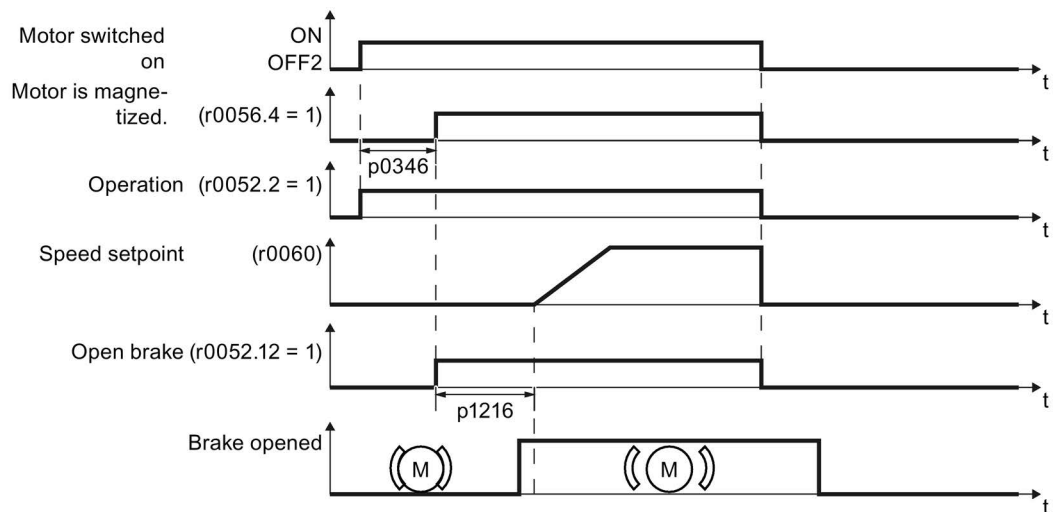 Motor switched
on
ON
OFF2
t
Motor is magne-
tized.
(r0056.4 = 1)
t
p0346
Operation (r0052.2 = 1)
t
Speed setpoint (r0060)
t
Open brake (r0052.12 = 1)
t
p1216
Brake opened
M
M
t